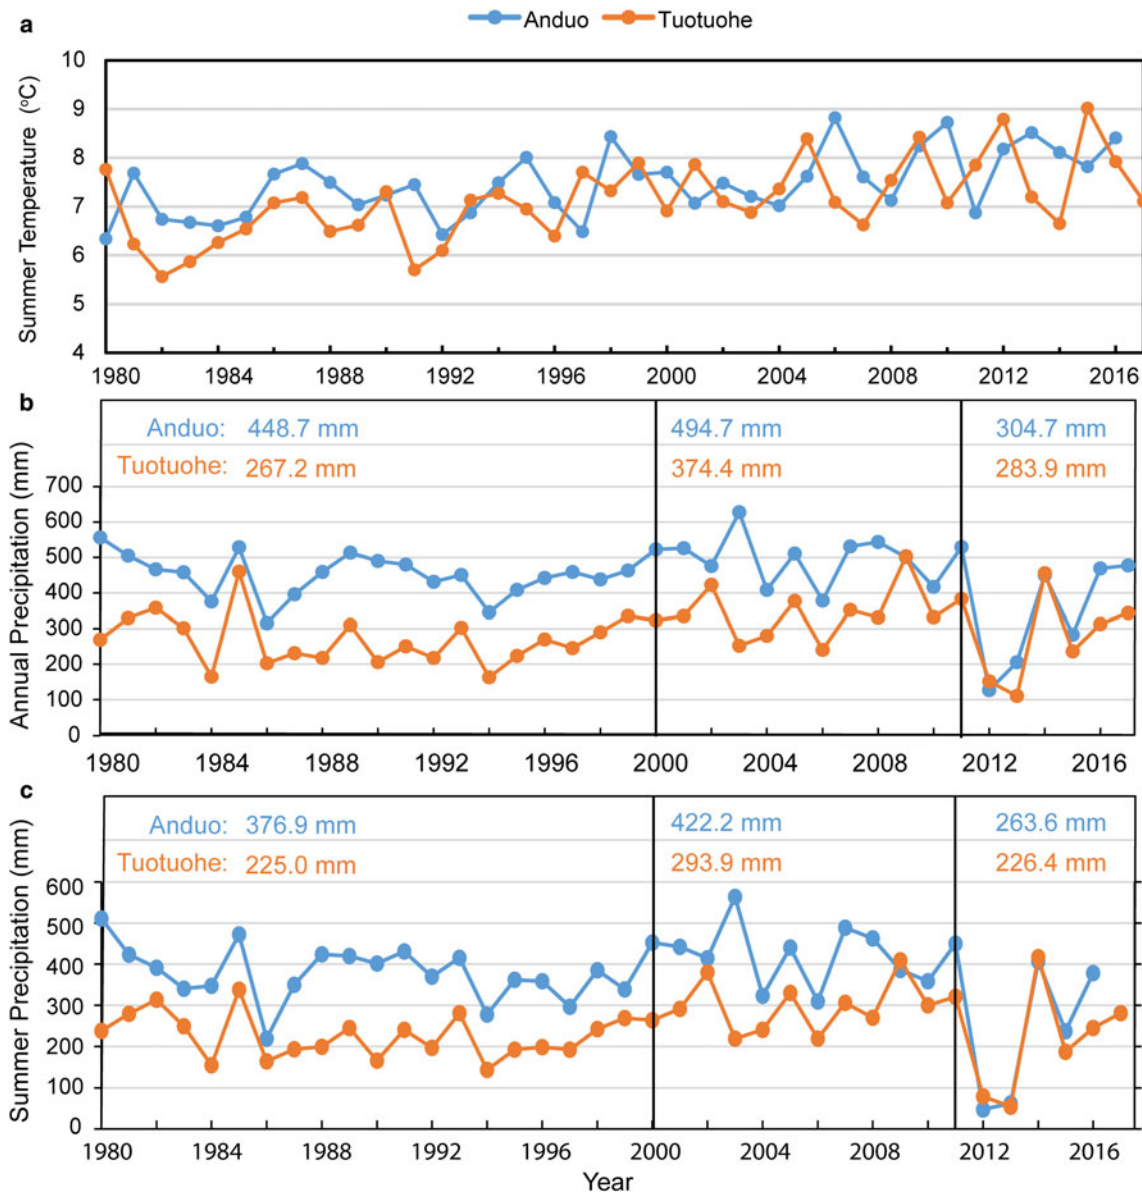 a
Anduo Tuotuohe
Summer Temperature (°C)
10
9
8
7
6
5
4
1980 1984 1988 1992 1996 2000 2004 2008 2012 2016
b
Annual Precipitation (mm)
Anduo: 448.7 mm 494.7 mm 304.7 mm
Tuotuohe: 267.2 mm 374.4 mm 283.9 mm
700
600
500
400
300
200
100
0
1980 1984 1988 1992 1996 2000 2004 2008 2012 2016
c
Summer Precipitation (mm)
Anduo: 376.9 mm 422.2 mm 263.6 mm
Tuotuohe: 225.0 mm 293.9 mm 226.4 mm
600
500
400
300
200
100
0
1980 1984 1988 1992 1996 2000 2004 2008 2012 2016
Year